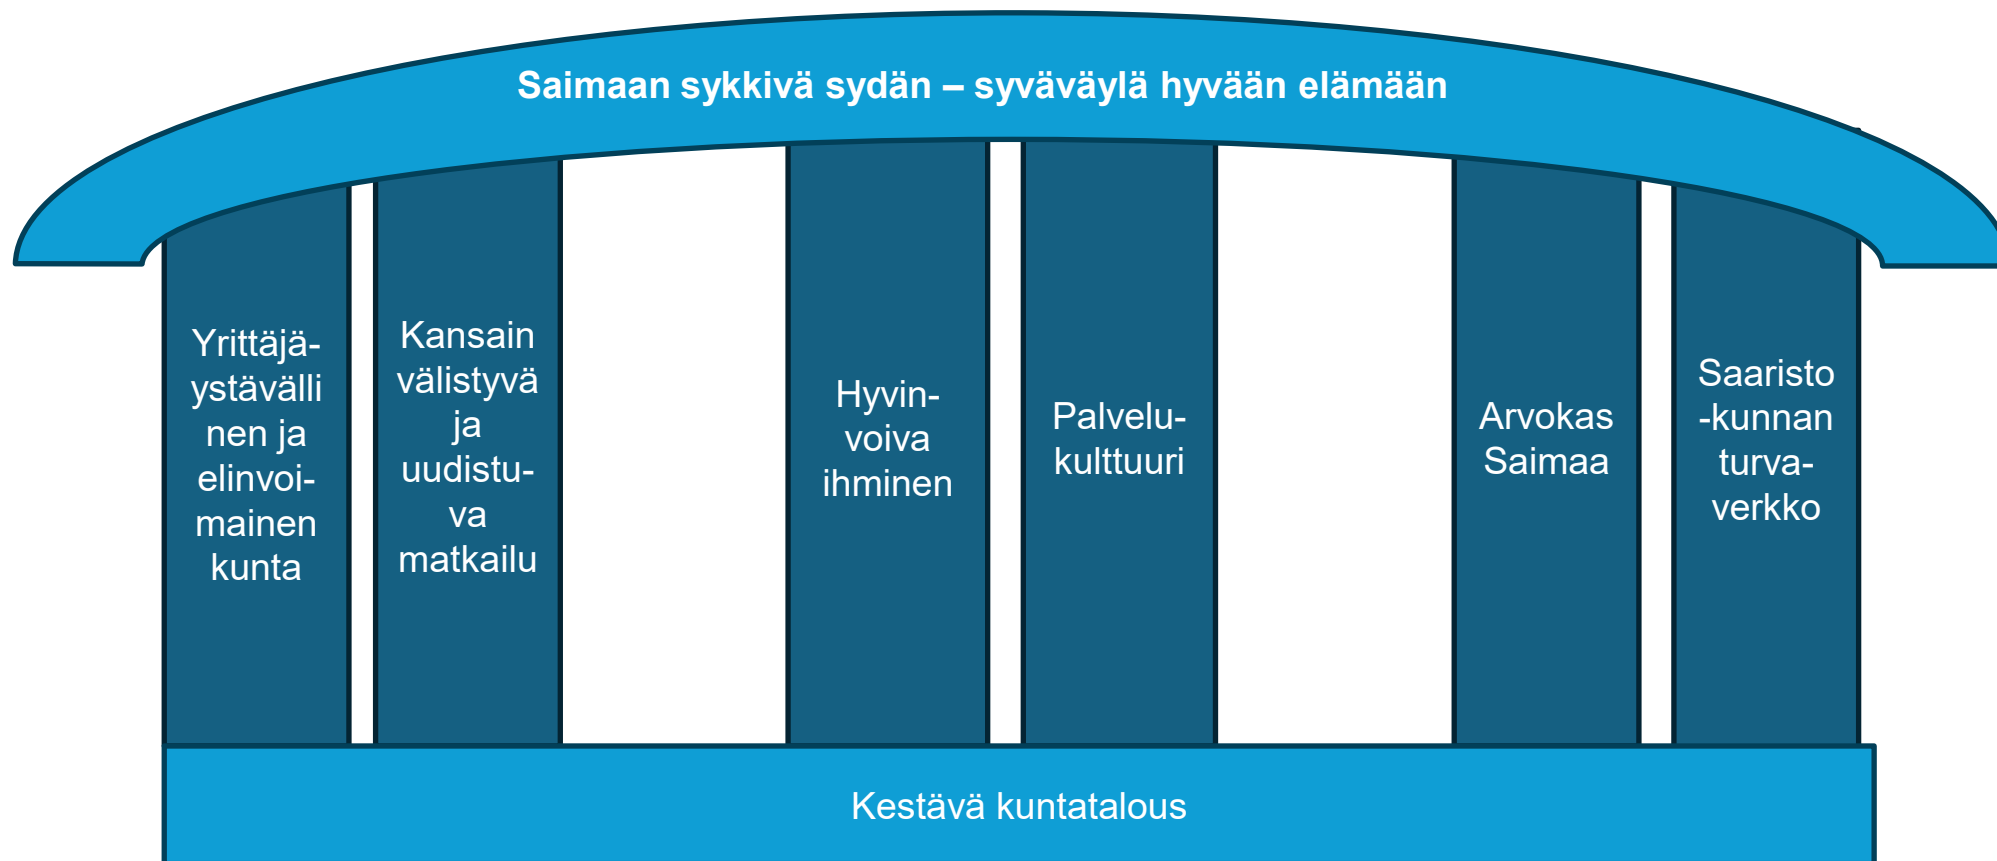 Saimaan sykkivä sydän – syväväylä hyvään elämään
Yrittäjä-
ystävälli
nen ja
elinvoi-
mainen
kunta
Kansain
välistyvä
ja
uudistu-
va
matkailu
Hyvin-
voiva
ihminen
Palvelu-
kulttuuri
Arvokas
Saimaa
Saaristo
-kunnan
turva-
verkko
Kestävä kuntatalous